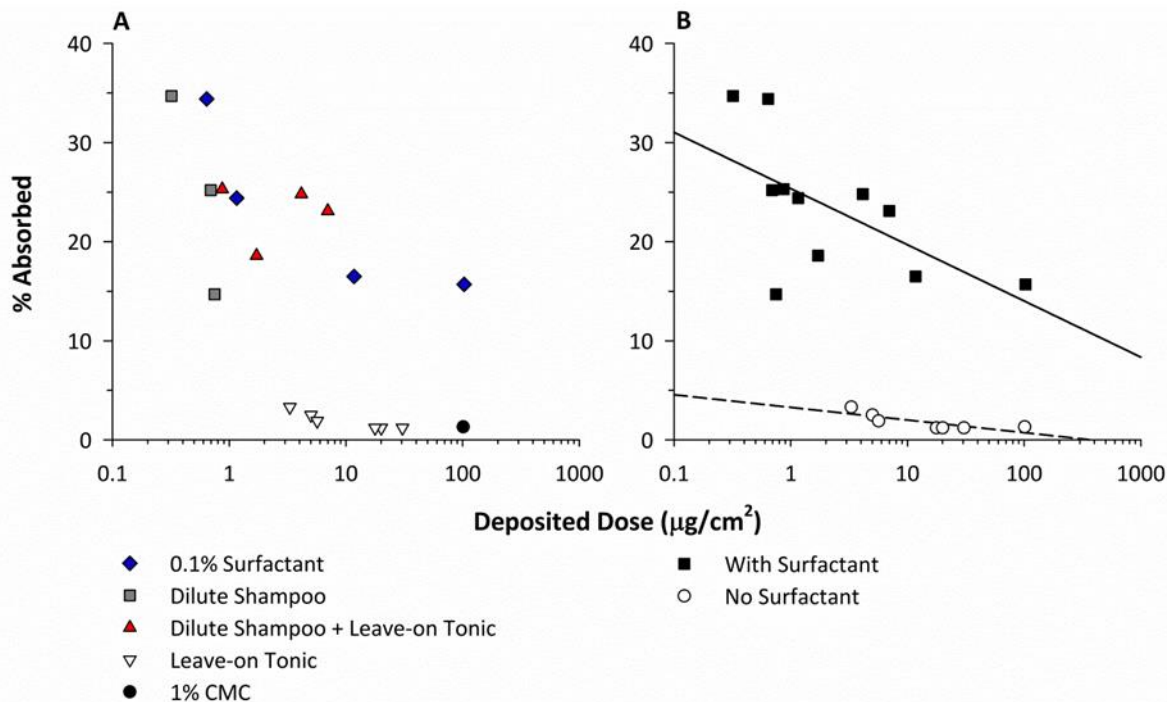 A
B
40
30
20
10
0
0.1 1 10 100 1000
40
30
20
10
0
0.1 1 10 100 1000
% Absorbed
Deposited Dose (μg/cm²)
0.1% Surfactant
Dilute Shampoo
Dilute Shampoo + Leave-on Tonic
Leave-on Tonic
1% CMC
With Surfactant
No Surfactant